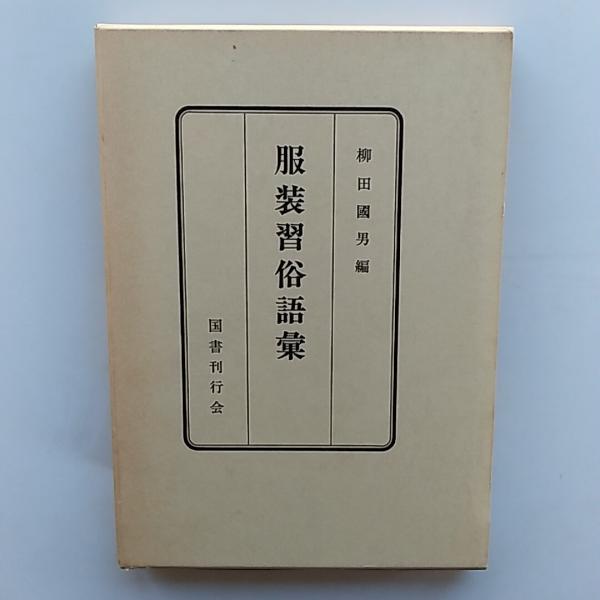 柳田國男編
服装習俗語彙
国書刊行会